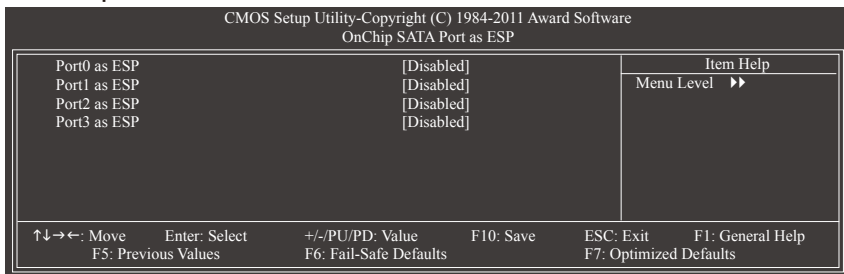 CMOS Setup Utility-Copyright (C) 1984-2011 Award Software
OnChip SATA Port as ESP
Port0 as ESP [Disabled]
Port1 as ESP [Disabled]
Port2 as ESP [Disabled]
Port3 as ESP [Disabled]
Item Help
Menu Level ▶▶
↑↓→←: Move Enter: Select +/-/PU/PD: Value F10: Save ESC: Exit F1: General Help
F5: Previous Values F6: Fail-Safe Defaults F7: Optimized Defaults